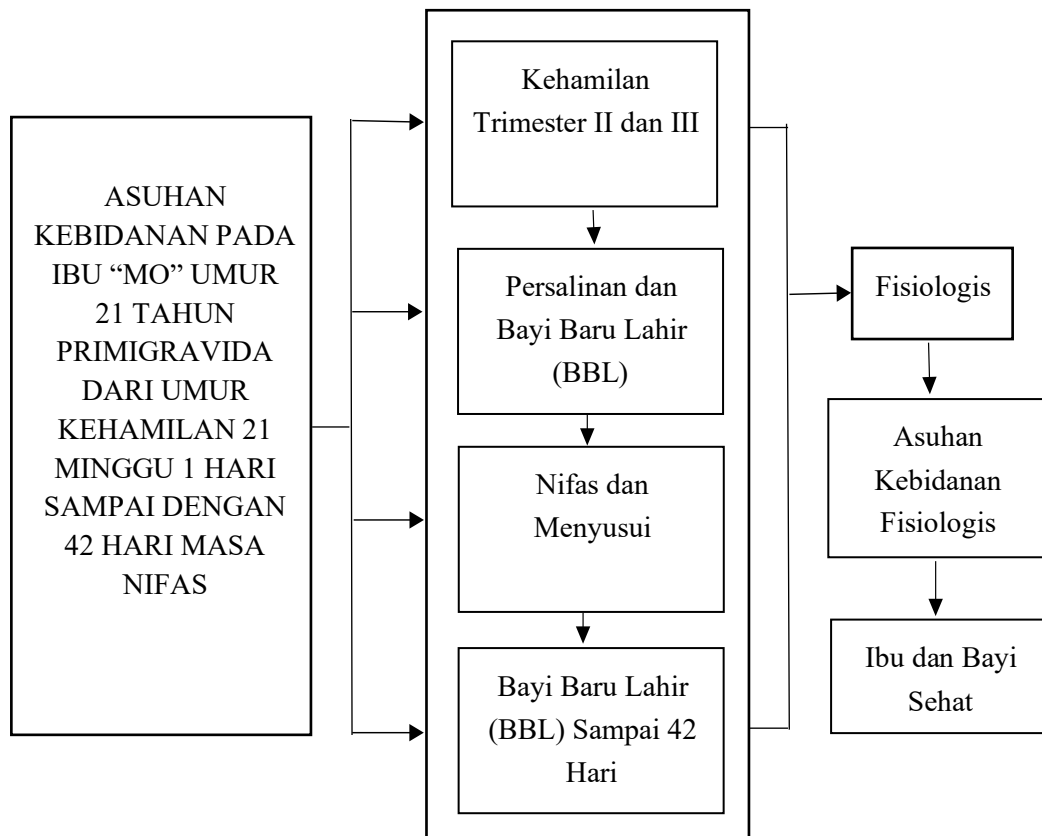 ASUHAN
KEBIDANAN PADA
IBU “MO” UMUR
21 TAHUN
PRIMIGRAVIDA
DARI UMUR
KEHAMILAN 21
MINGGU 1 HARI
SAMPAI DENGAN
42 HARI MASA
NIFAS
Kehamilan
Trimester II dan III
Persalinan dan
Bayi Baru Lahir
(BBL)
Nifas dan
Menyusui
Bayi Baru Lahir
(BBL) Sampai 42
Hari
Fisiologis
Asuhan
Kebidanan
Fisiologis
Ibu dan Bayi
Sehat